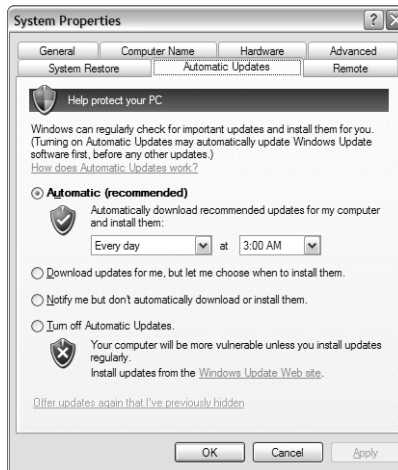 System Properties
General Computer Name Hardware Advanced
System Restore Automatic Updates Remote
Help protect your PC
Windows can regularly check for important updates and install them for you.
(Turning on Automatic Updates may automatically update Windows Update
software first, before any other updates.)
How does Automatic Updates work?
Automatic (recommended)
Automatically download recommended updates for my computer
and install them:
Every day at 3:00 AM
Download updates for me, but let me choose when to install them.
Notify me but don't automatically download or install them.
Turn off Automatic Updates.
Your computer will be more vulnerable unless you install updates
regularly.
Install updates from the Windows Update Web site.
Offer updates again that I've previously hidden
OK Cancel Apply